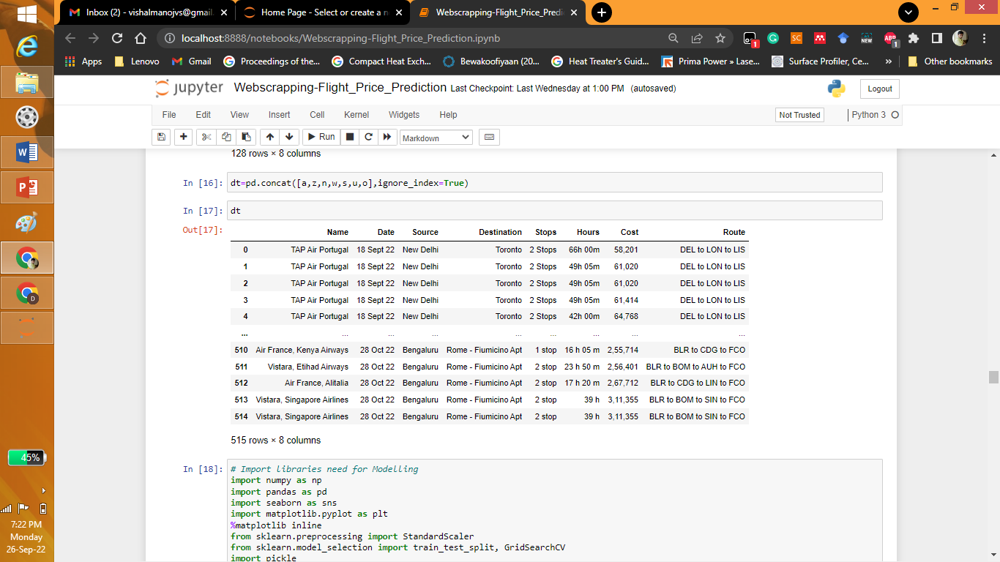 Inbox (2) - vishalmanojvs@gmail.
Home Page - Select or create a n
Webscrapping-Flight_Price_Predi
localhost:8888/notebooks/Webscrapping-Flight_Price_Prediction.ipynb
1 SC NEW ABP 1
Apps Lenovo Gmail Proceedings of the... Compact Heat Exch... Bewakoofiyaan (20... Heat Treater's Guid... Prima Power » Lase... Surface Profiler, Ce... » Other bookmarks
jupyter Webscrapping-Flight_Price_Prediction Last Checkpoint: Last Wednesday at 1:00 PM (autosaved) Logout
File Edit View Insert Cell Kernel Widgets Help Not Trusted Python 3
Run Markdown
128 rows × 8 columns
In [16]: dt=pd.concat([a,z,n,w,s,u,o],ignore_index=True)
In [17]: dt
Out[17]:
Name Date Source Destination Stops Hours Cost Route
0 TAP Air Portugal 18 Sept 22 New Delhi Toronto 2 Stops 66h 00m 58,201 DEL to LON to LIS
1 TAP Air Portugal 18 Sept 22 New Delhi Toronto 2 Stops 49h 05m 61,020 DEL to LON to LIS
2 TAP Air Portugal 18 Sept 22 New Delhi Toronto 2 Stops 49h 05m 61,020 DEL to LON to LIS
3 TAP Air Portugal 18 Sept 22 New Delhi Toronto 2 Stops 49h 05m 61,414 DEL to LON to LIS
4 TAP Air Portugal 18 Sept 22 New Delhi Toronto 2 Stops 42h 00m 64,768 DEL to LON to LIS
... ... ... ... ... ... ... ... ...
510 Air France, Kenya Airways 28 Oct 22 Bengaluru Rome - Fiumicino Apt 1 stop 16 h 05 m 2,55,714 BLR to CDG to FCO
511 Vistara, Etihad Airways 28 Oct 22 Bengaluru Rome - Fiumicino Apt 2 stop 23 h 50 m 2,56,401 BLR to BOM to AUH to FCO
512 Air France, Alitalia 28 Oct 22 Bengaluru Rome - Fiumicino Apt 2 stop 17 h 20 m 2,67,712 BLR to CDG to LIN to FCO
513 Vistara, Singapore Airlines 28 Oct 22 Bengaluru Rome - Fiumicino Apt 2 stop 39 h 3,11,355 BLR to BOM to SIN to FCO
514 Vistara, Singapore Airlines 28 Oct 22 Bengaluru Rome - Fiumicino Apt 2 stop 39 h 3,11,355 BLR to BOM to SIN to FCO
515 rows × 8 columns
In [18]: # Import libraries need for Modelling
import numpy as np
import pandas as pd
import seaborn as sns
import matplotlib.pyplot as plt
%matplotlib inline
from sklearn.preprocessing import StandardScaler
from sklearn.model_selection import train_test_split, GridSearchCV
import pickle
45%
7:22 PM
Monday
26-Sep-22